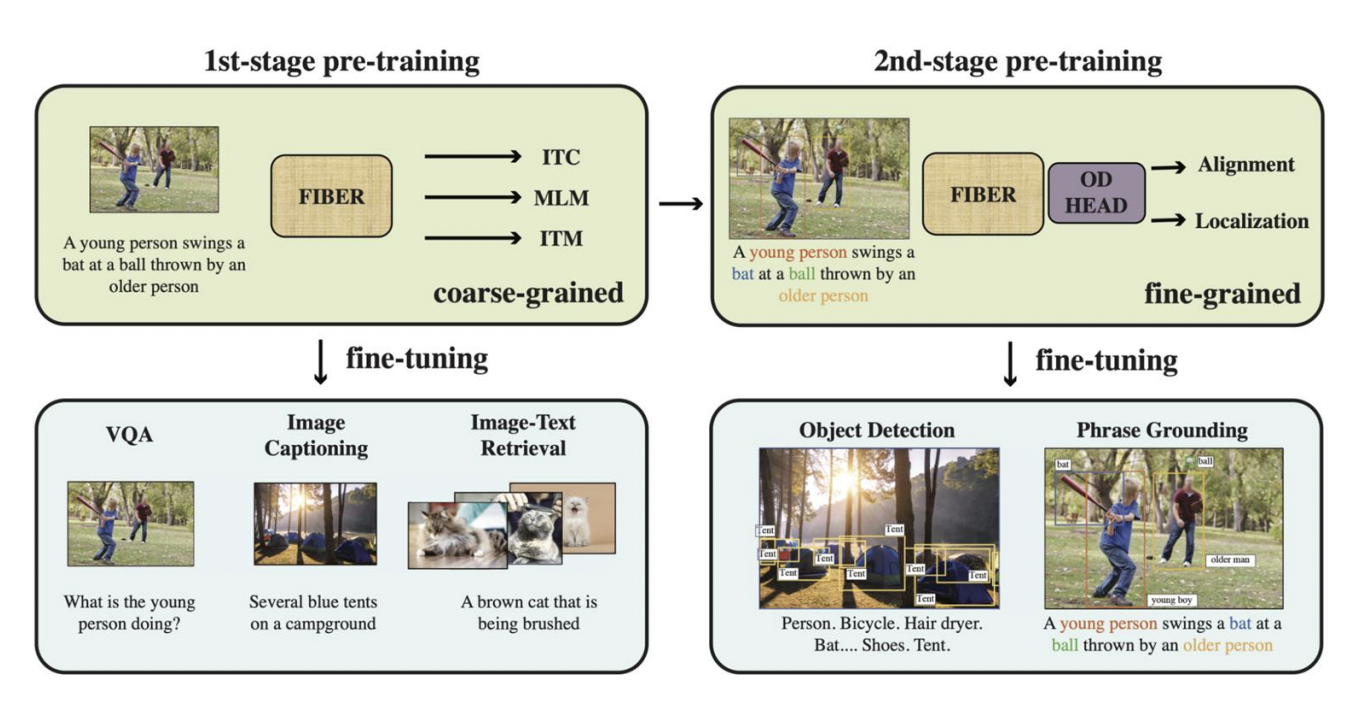 1st-stage pre-training
FIBER
ITC
MLM
ITM
A young person swings a
bat at a ball thrown by an
older person
coarse-grained
2nd-stage pre-training
FIBER
OD
HEAD
Alignment
Localization
A young person swings a
bat at a ball thrown by an
older person
fine-grained
fine-tuning
VQA
What is the young
person doing?
Image
Captioning
Several blue tents
on a campground
Image-Text
Retrieval
A brown cat that is
being brushed
fine-tuning
Object Detection
Tent
Tent
Tent
Tent
Tent
Tent
Tent
Tent
Person. Bicycle. Hair dryer.
Bat.... Shoes. Tent.
Phrase Grounding
bat
ball
older man
young boy
A young person swings a bat at a
ball thrown by an older person